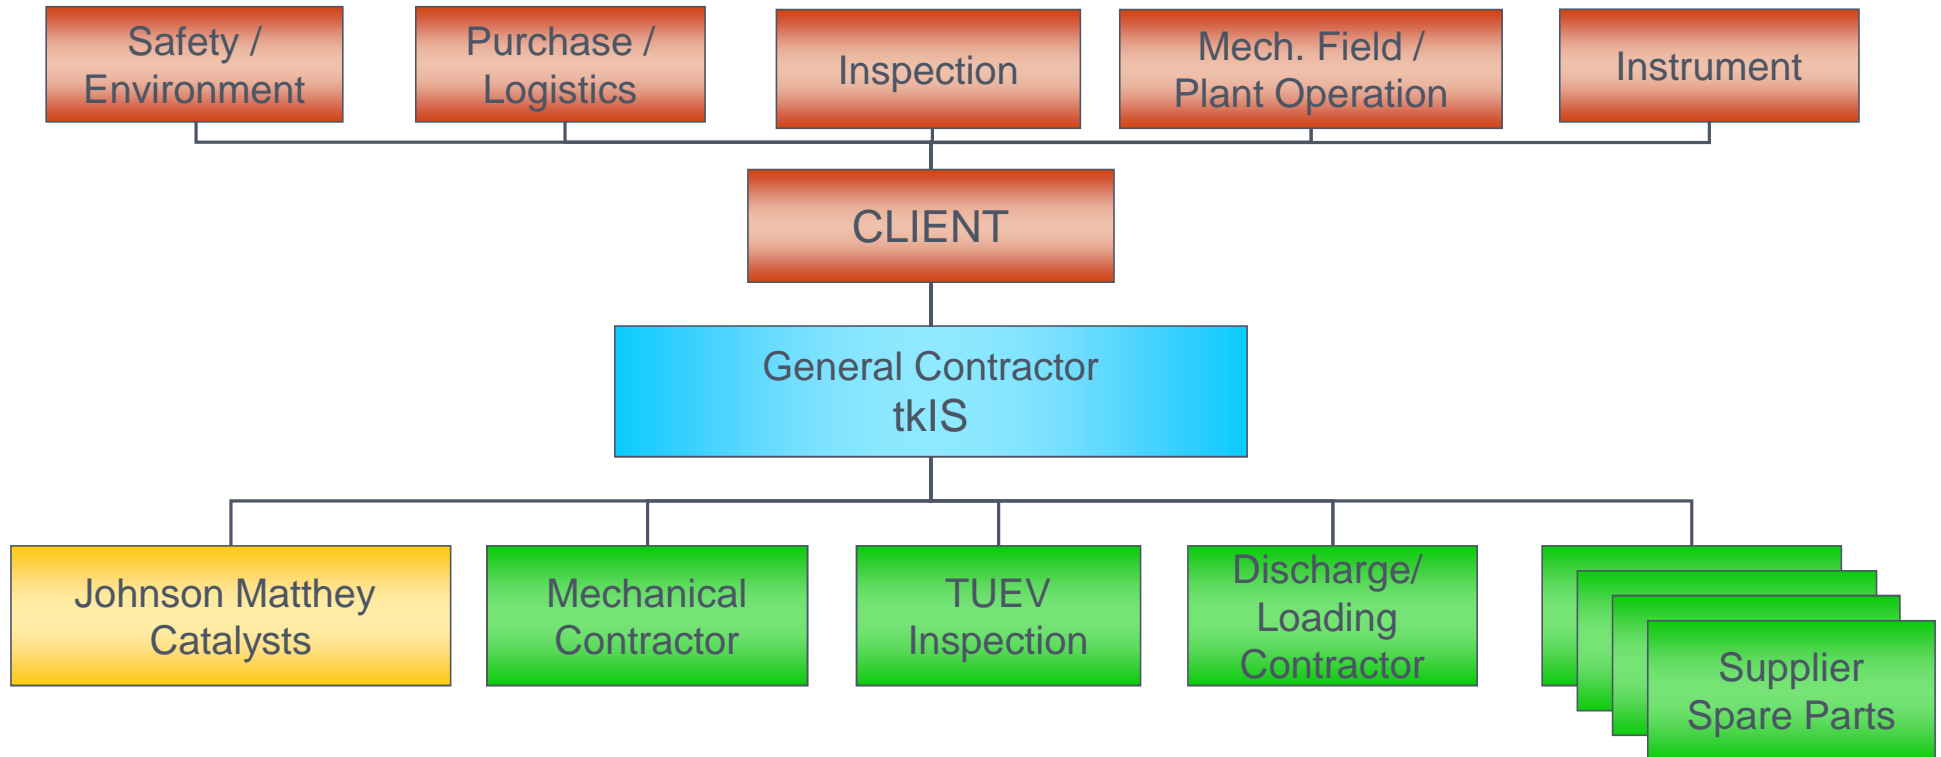 Safety /
Environment
Purchase /
Logistics
Inspection
Mech. Field /
Plant Operation
Instrument
CLIENT
General Contractor
tkIS
Johnson Matthey
Catalysts
Mechanical
Contractor
TUEV
Inspection
Discharge/
Loading
Contractor
Supplier
Spare Parts